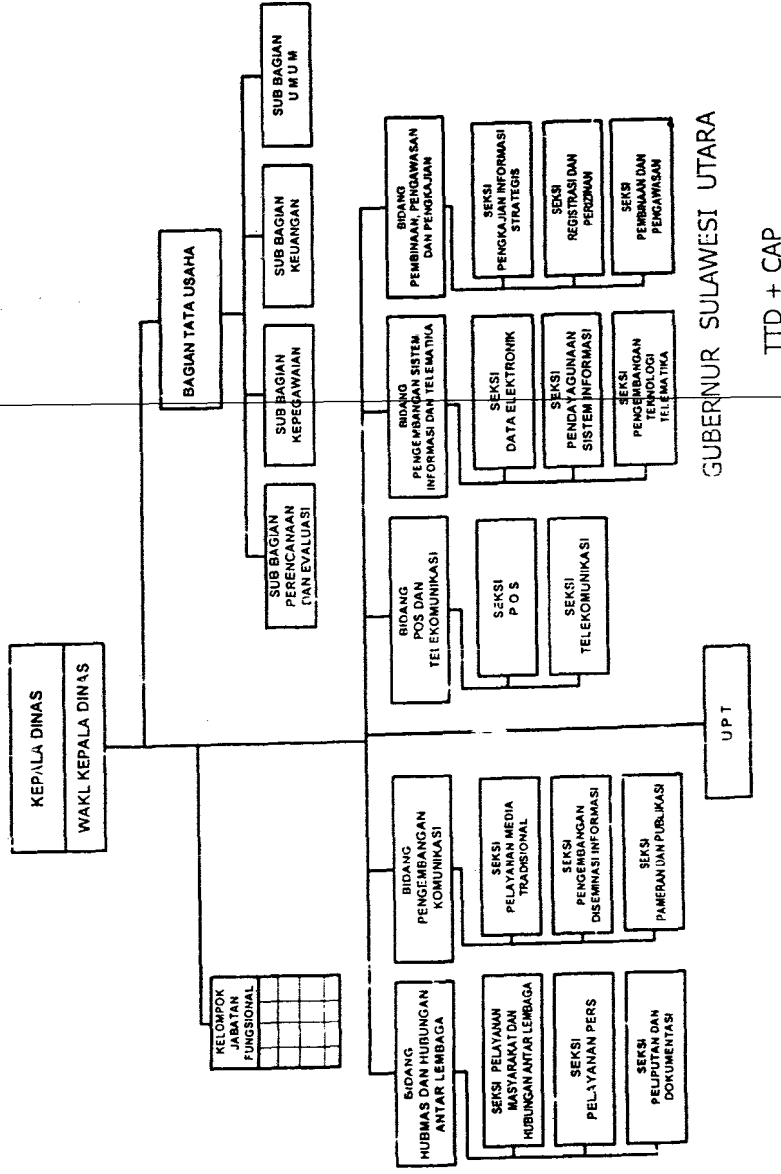 KEPALA DINAS
WAKL KEPALA DINAS
KELOMPOK
JABATAN
FUNGSIONAL
BAGIAN TATA USAHA
SUB BAGIAN
PERENCANAAN
DAN EVALUASI
SUB BAGIAN
KEPEGAWAIAN
SUB BAGIAN
KEUANGAN
SUB BAGIAN
U M U M
BIDANG
HUBMAS DAN HUBUNGAN
ANTAR LEMBAGA
SEKSI PELAYANAN
MASYARAKAT DAN
HUBUNGAN ANTAR LEMBAGA
SEKSI
PELAYANAN PERS
SEKSI
PELIPUTAN DAN
DOKUMENTASI
BIDANG
PENGEMBANGAN
KOMUNIKASI
SEKSI
PELAYANAN MEDIA
TRADISIONAL
SEKSI
PENGEMBANGAN
DISEMINASI INFORMASI
SEKSI
PAMERAN DAN PUBLIKASI
BIDANG
POS DAN
TELEKOMUNIKASI
SEKSI
P O S
SEKSI
TELEKOMUNIKASI
BIDANG
PENGEMBANGAN SISTEM
INFORMASI DAN TELEMATIKA
SEKSI
DATA ELEKTRONIK
SEKSI
PENDAYAGUNAAN
SISTEM INFORMASI
SEKSI
PENGEMBANGAN
TEKNOLOGI
TELEMATIKA
BIDANG
PEMBINAAN, PENGAWASAN
DAN PENGKAJIAN
SEKSI
PENGKAJIAN INFORMASI
STRATEGIS
SEKSI
REGISTRASI DAN
PERIZINAN
SEKSI
PEMBINAAN DAN
PENGAWASAN
U P T
GUBERNUR SULAWESI UTARA
TTD + CAP